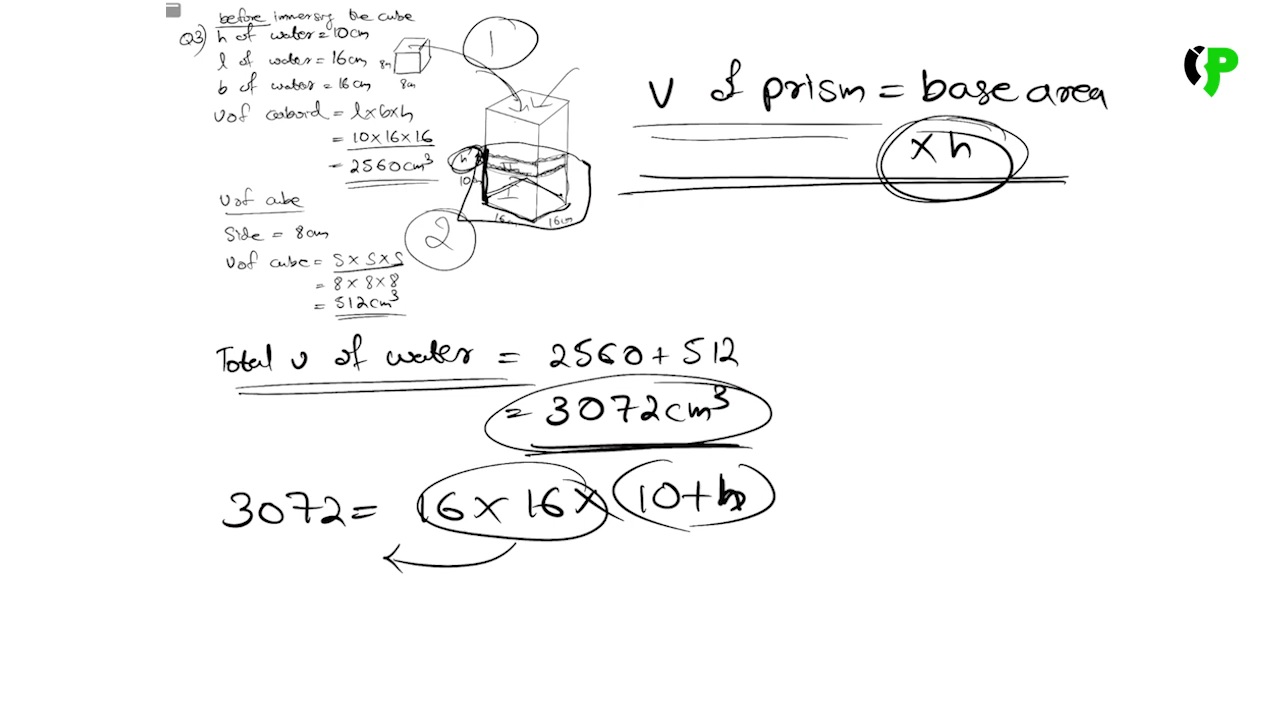 before immersing the cube
Q3) h of water = 10cm
l of water = 16cm
b of water = 16cm
8cm
8cm
1
V of cuboid = l×b×h
= 10×16×16
= 2560cm³
h
10cm
16cm
16cm
V of cube
Side = 8cm
V of cube = S×S×S
= 8×8×8
= 512cm³
2
V of prism = base area
× h
Total v of water = 2560 + 512
= 3072cm³
3072 = 16 × 16 × (10+h)
CP